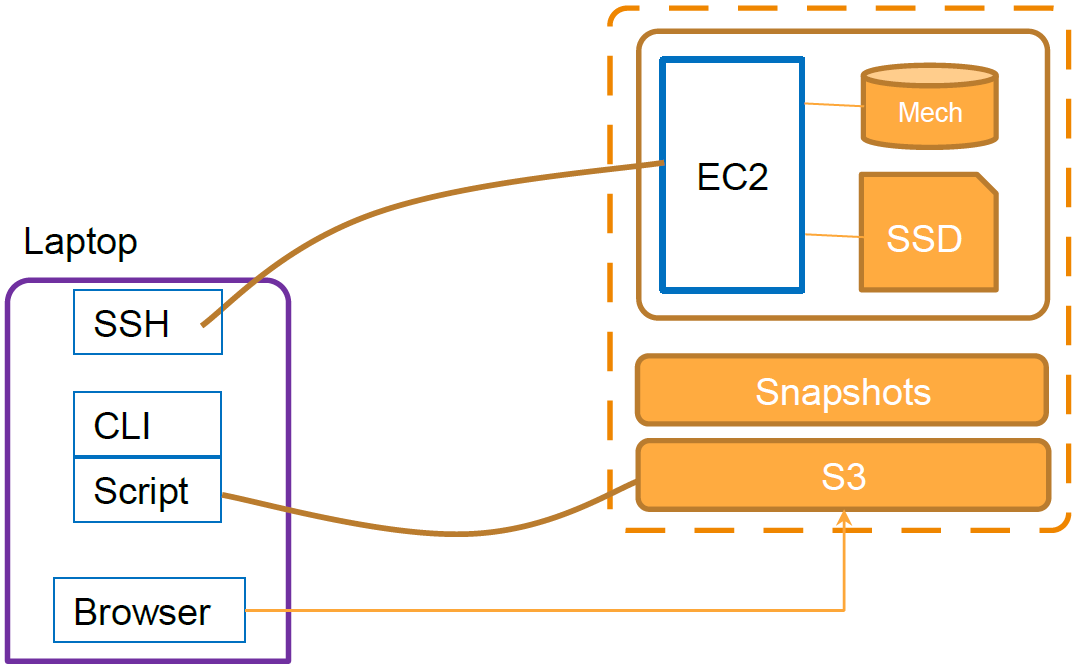 Laptop
SSH
CLI
Script
Browser
EC2
Mech
SSD
Snapshots
S3